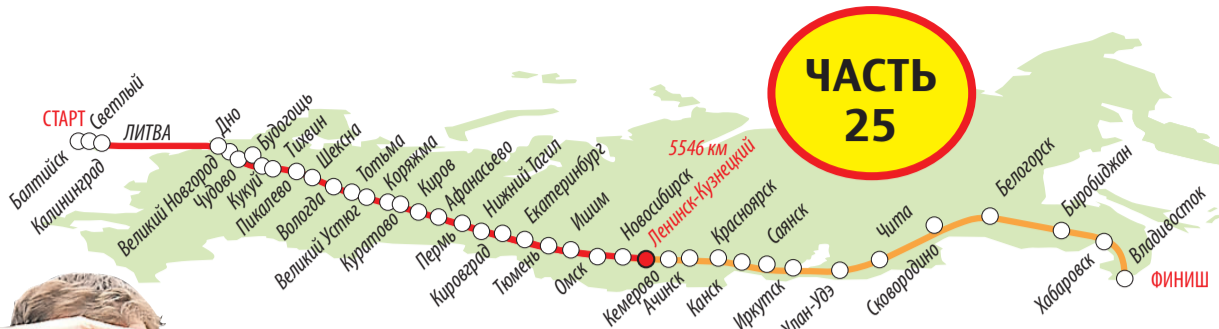 ЧАСТЬ
25
СТАРТ
Балтийск
Светлый
Калининград
ЛИТВА
Дно
Великий Новгород
Чудово
Будогощь
Кукуй
Тихвин
Пикалево
Шексна
Вологда
Тотьма
Великий Устюг
Коряжма
Куратово
Киров
Афанасьево
Пермь
Нижний Тагил
Кировград
Екатеринбург
Тюмень
Ишим
Омск
Новосибирск
5546 км
Ленинск-Кузнецкий
Кемерово
Ачинск
Красноярск
Канск
Саянск
Иркутск
Улан-Удэ
Чита
Сковородино
Белогорск
Биробиджан
Хабаровск
Владивосток
ФИНИШ